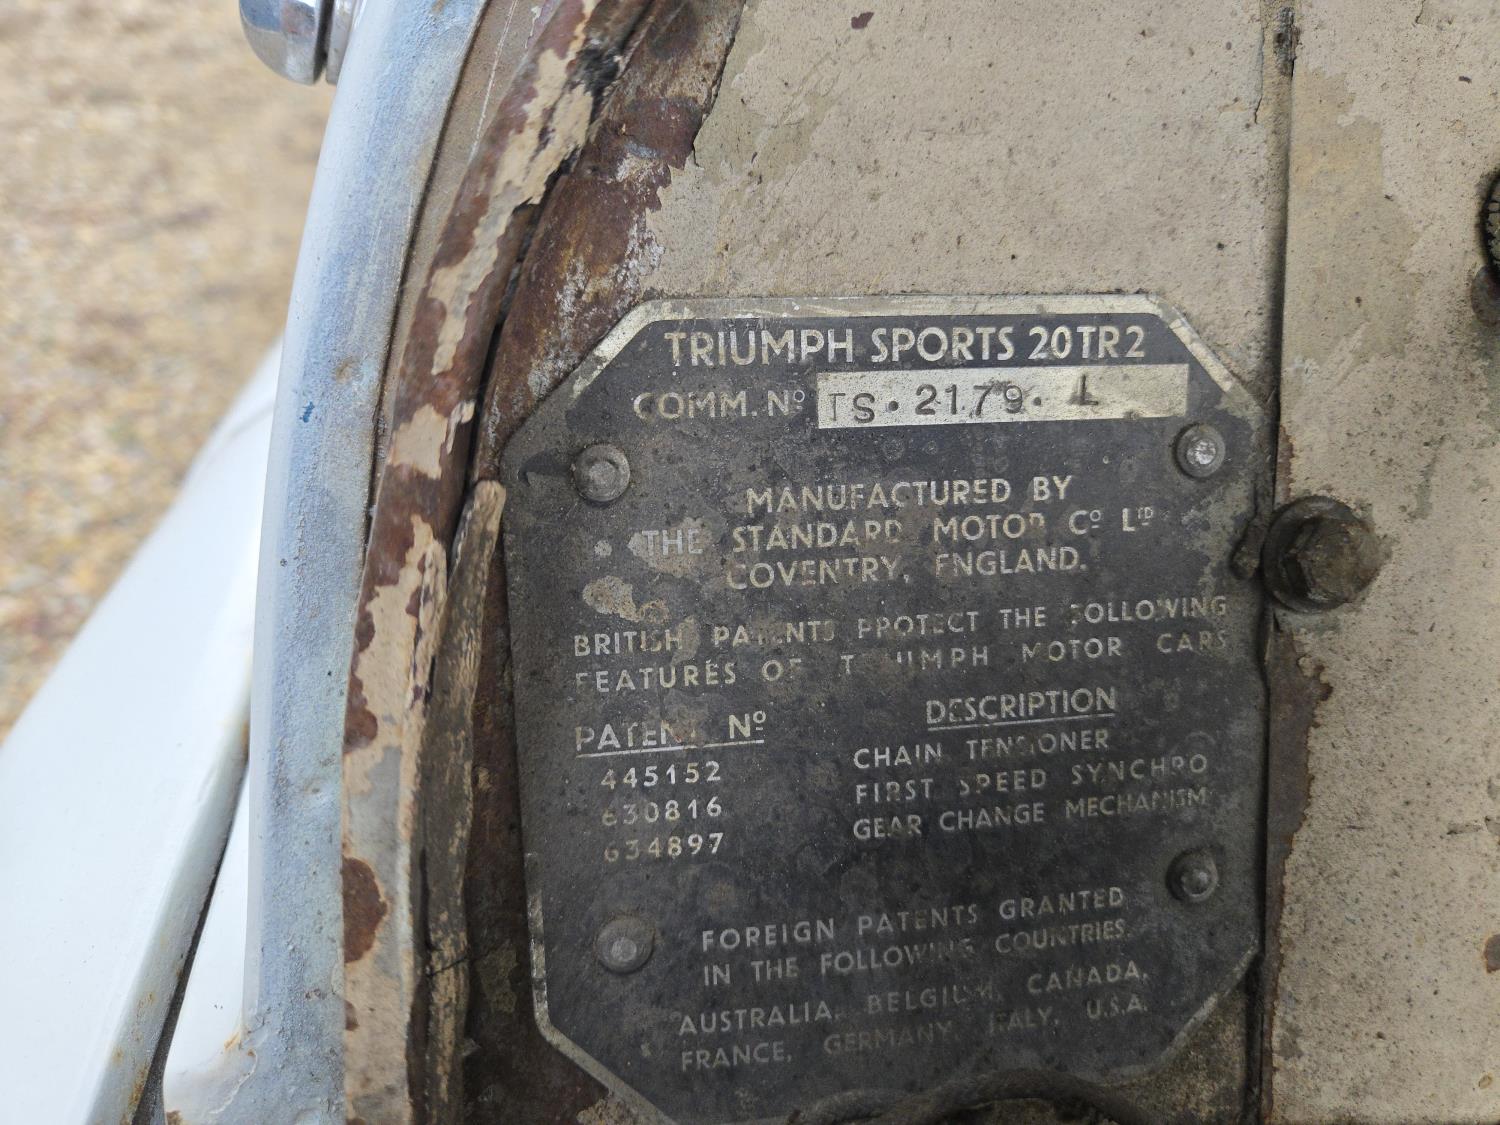 TRIUMPH SPORTS 20TR2
COMM. Nº TS. 2179. L
MANUFACTURED BY
THE STANDARD MOTOR Cº Lᵀᴰ
COVENTRY, ENGLAND.
BRITISH PATENTS PROTECT THE FOLLOWING
FEATURES OF TRIUMPH MOTOR CARS
PATENT Nº DESCRIPTION
445152 CHAIN TENSIONER
630816 FIRST SPEED SYNCHRO
634897 GEAR CHANGE MECHANISM
FOREIGN PATENTS GRANTED
IN THE FOLLOWING COUNTRIES.
AUSTRALIA, BELGIUM, CANADA,
FRANCE, GERMANY, ITALY, U.S.A.